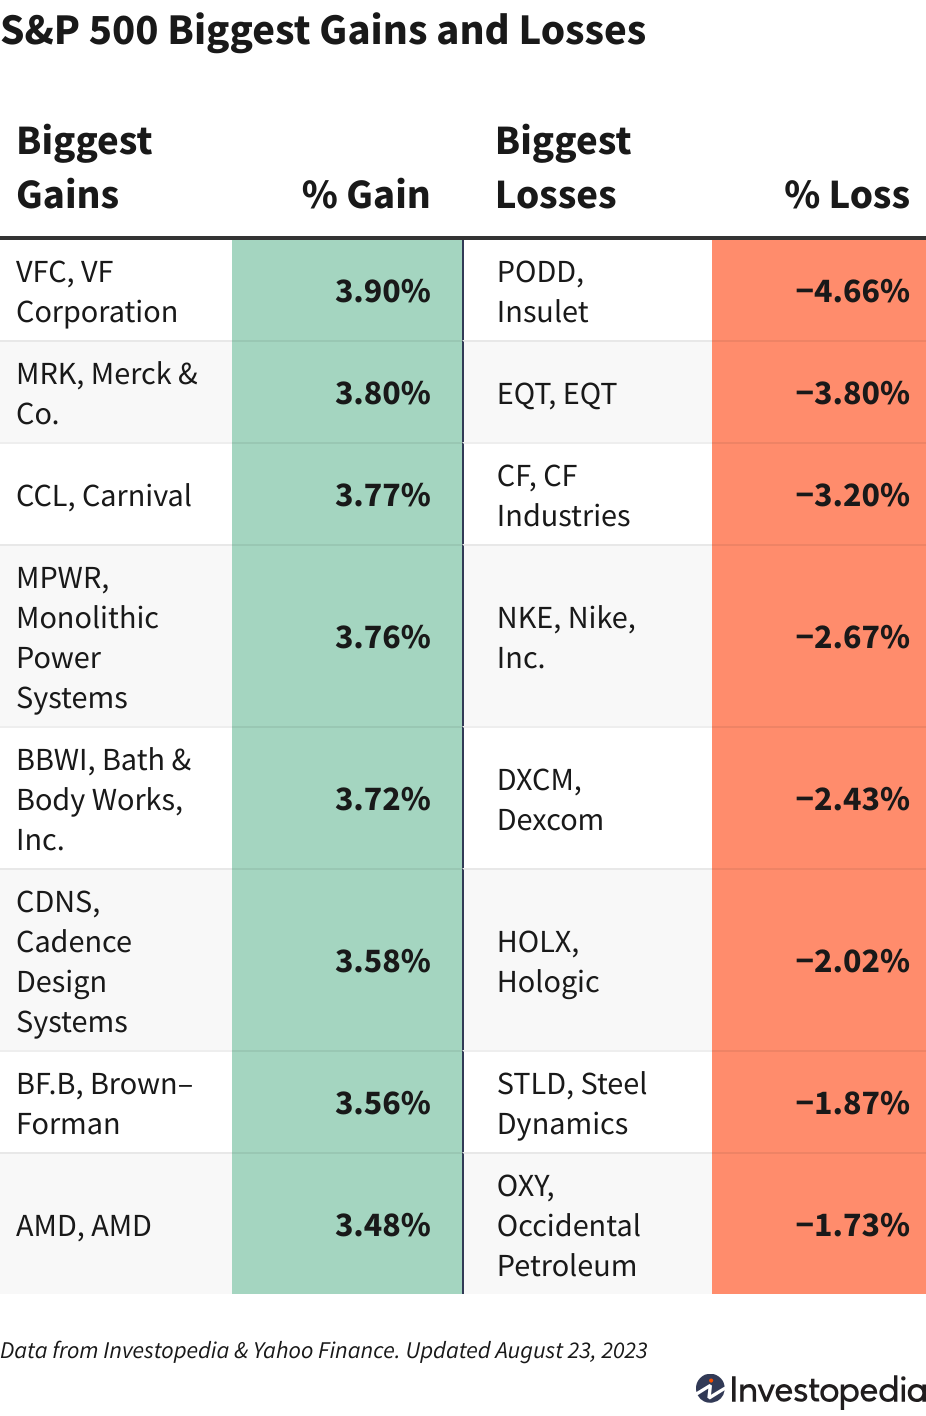 S&P 500 Biggest Gains and Losses
Biggest
Gains
% Gain
Biggest
Losses
% Loss
VFC, VF
Corporation
3.90%
PODD,
Insulet
−4.66%
MRK, Merck &
Co.
3.80%
EQT, EQT
−3.80%
CCL, Carnival
3.77%
CF, CF
Industries
−3.20%
MPWR,
Monolithic
Power
Systems
3.76%
NKE, Nike,
Inc.
−2.67%
BBWI, Bath &
Body Works,
Inc.
3.72%
DXCM,
Dexcom
−2.43%
CDNS,
Cadence
Design
Systems
3.58%
HOLX,
Hologic
−2.02%
BF.B, Brown–
Forman
3.56%
STLD, Steel
Dynamics
−1.87%
AMD, AMD
3.48%
OXY,
Occidental
Petroleum
−1.73%
Data from Investopedia & Yahoo Finance. Updated August 23, 2023
Investopedia